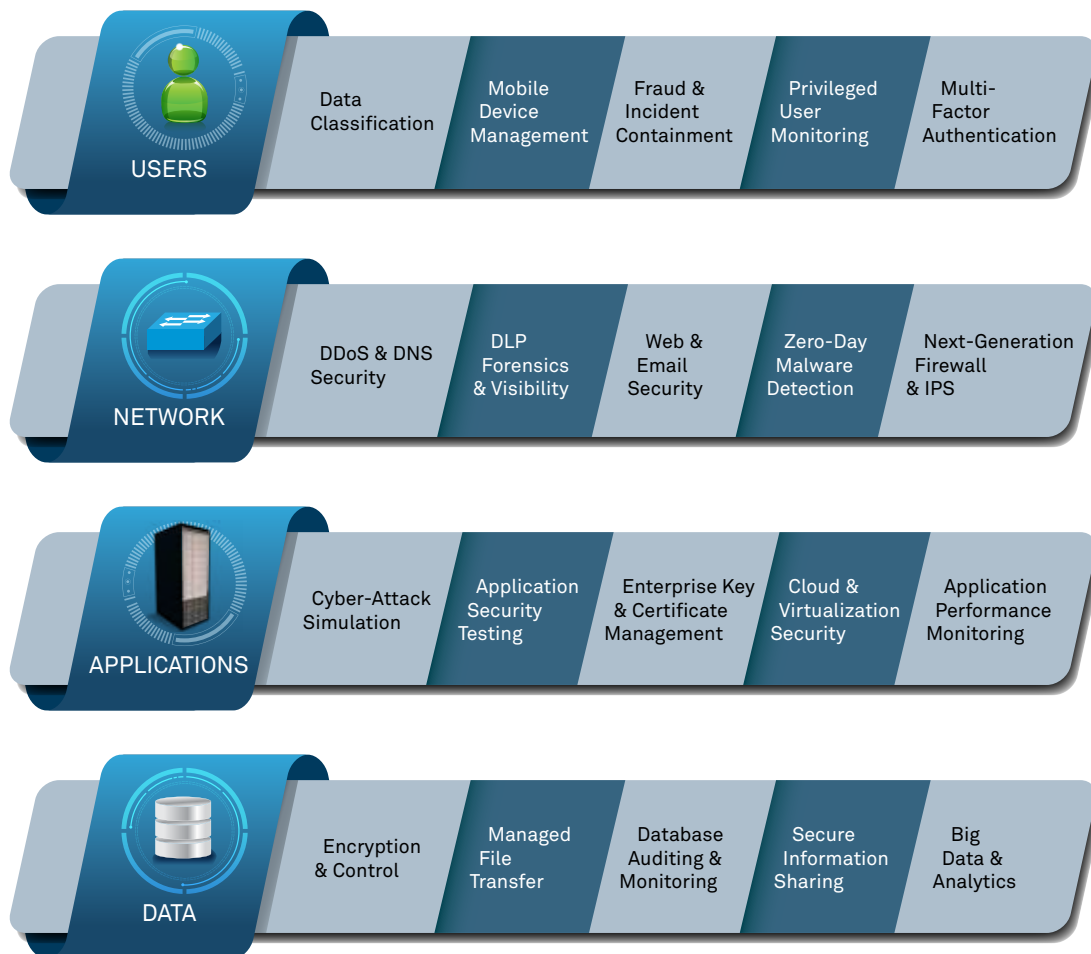 USERS
Data
Classification
Mobile
Device
Management
Fraud &
Incident
Containment
Privileged
User
Monitoring
Multi-
Factor
Authentication
NETWORK
DDoS & DNS
Security
DLP
Forensics
& Visibility
Web &
Email
Security
Zero-Day
Malware
Detection
Next-Generation
Firewall
& IPS
APPLICATIONS
Cyber-Attack
Simulation
Application
Security
Testing
Enterprise Key
& Certificate
Management
Cloud &
Virtualization
Security
Application
Performance
Monitoring
DATA
Encryption
& Control
Managed
File
Transfer
Database
Auditing &
Monitoring
Secure
Information
Sharing
Big
Data &
Analytics